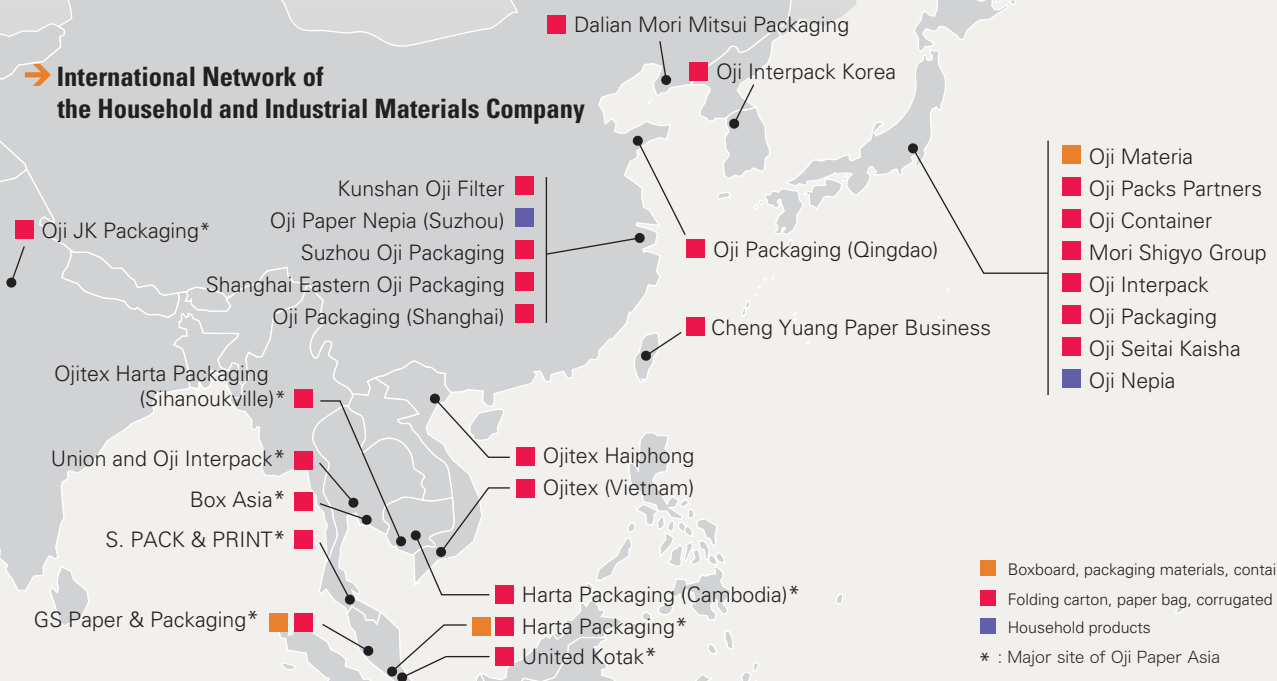 Dalian Mori Mitsui Packaging
→ International Network of
the Household and Industrial Materials Company
Oji Interpack Korea
Oji Materia
Oji Packs Partners
Oji Container
Mori Shigyo Group
Oji Interpack
Oji Packaging
Oji Seitai Kaisha
Oji Nepia
Kunshan Oji Filter
Oji Paper Nepia (Suzhou)
Suzhou Oji Packaging
Shanghai Eastern Oji Packaging
Oji Packaging (Shanghai)
Oji JK Packaging*
Oji Packaging (Qingdao)
Cheng Yuang Paper Business
Ojitex Harta Packaging
(Sihanoukville)*
Union and Oji Interpack*
Box Asia*
S. PACK & PRINT*
GS Paper & Packaging*
Ojitex Haiphong
Ojitex (Vietnam)
Harta Packaging (Cambodia)*
Harta Packaging*
United Kotak*
Boxboard, packaging materials,
Folding carton, paper bag, corrugated
Household products
* : Major site of Oji Paper Asia